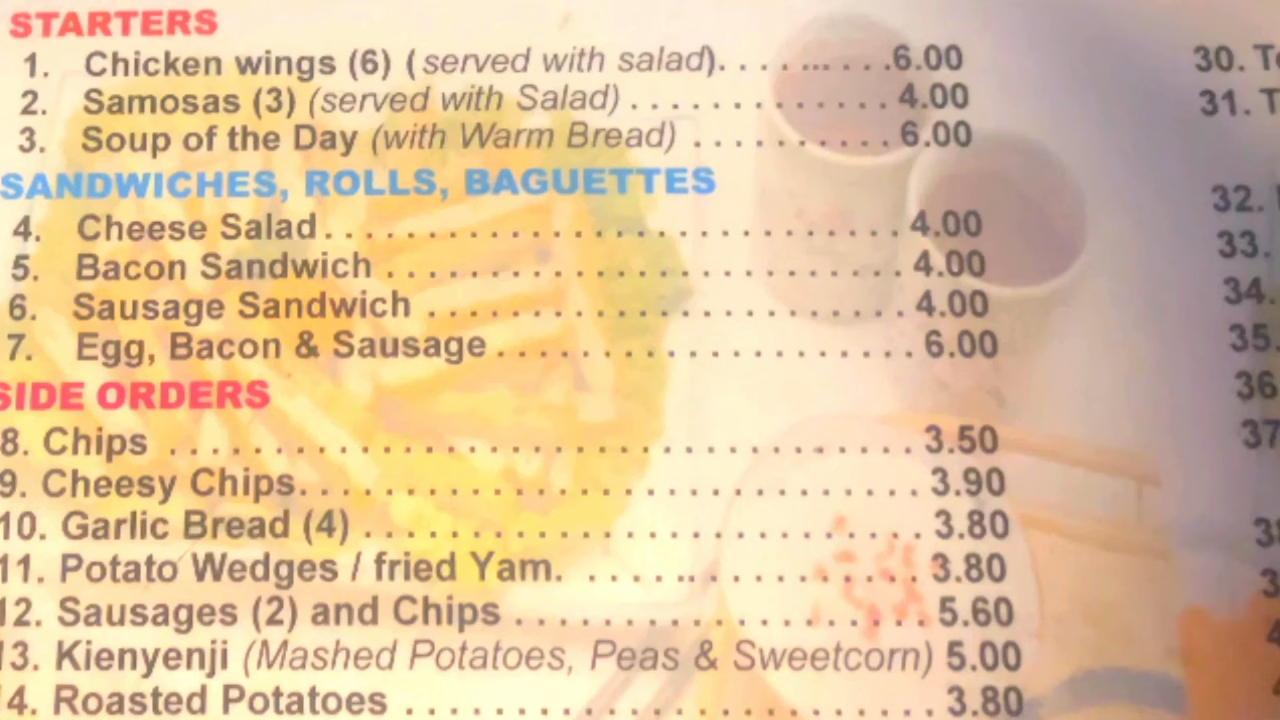 STARTERS
1. Chicken wings (6) (served with salad). . . . ... . . .6.00
2. Samosas (3) (served with Salad) . . . . . . . . . . . . 4.00
3. Soup of the Day (with Warm Bread) . . . . . . . . . 6.00
SANDWICHES, ROLLS, BAGUETTES
4. Cheese Salad. . . . . . . . . . . . . . . . . . . . . . . . . . . . 4.00
5. Bacon Sandwich . . . . . . . . . . . . . . . . . . . . . . . . . 4.00
6. Sausage Sandwich . . . . . . . . . . . . . . . . . . . . . . . 4.00
7. Egg, Bacon & Sausage . . . . . . . . . . . . . . . . . . . . 6.00
SIDE ORDERS
8. Chips . . . . . . . . . . . . . . . . . . . . . . . . . . . . . . . . . . 3.50
9. Cheesy Chips. . . . . . . . . . . . . . . . . . . . . . . . . . . . 3.90
10. Garlic Bread (4) . . . . . . . . . . . . . . . . . . . . . . . . . 3.80
11. Potato Wedges / fried Yam. . . . . .. . . . . . . . . . . 3.80
12. Sausages (2) and Chips . . . . . . . . . . . . . . . . . . . 5.60
13. Kienyenji (Mashed Potatoes, Peas & Sweetcorn) 5.00
4. Roasted Potatoes . . . . . . . . . . . . . . . . . . . . . . . . 3.80
30.
31.
32.
33.
34.
35.
36
37